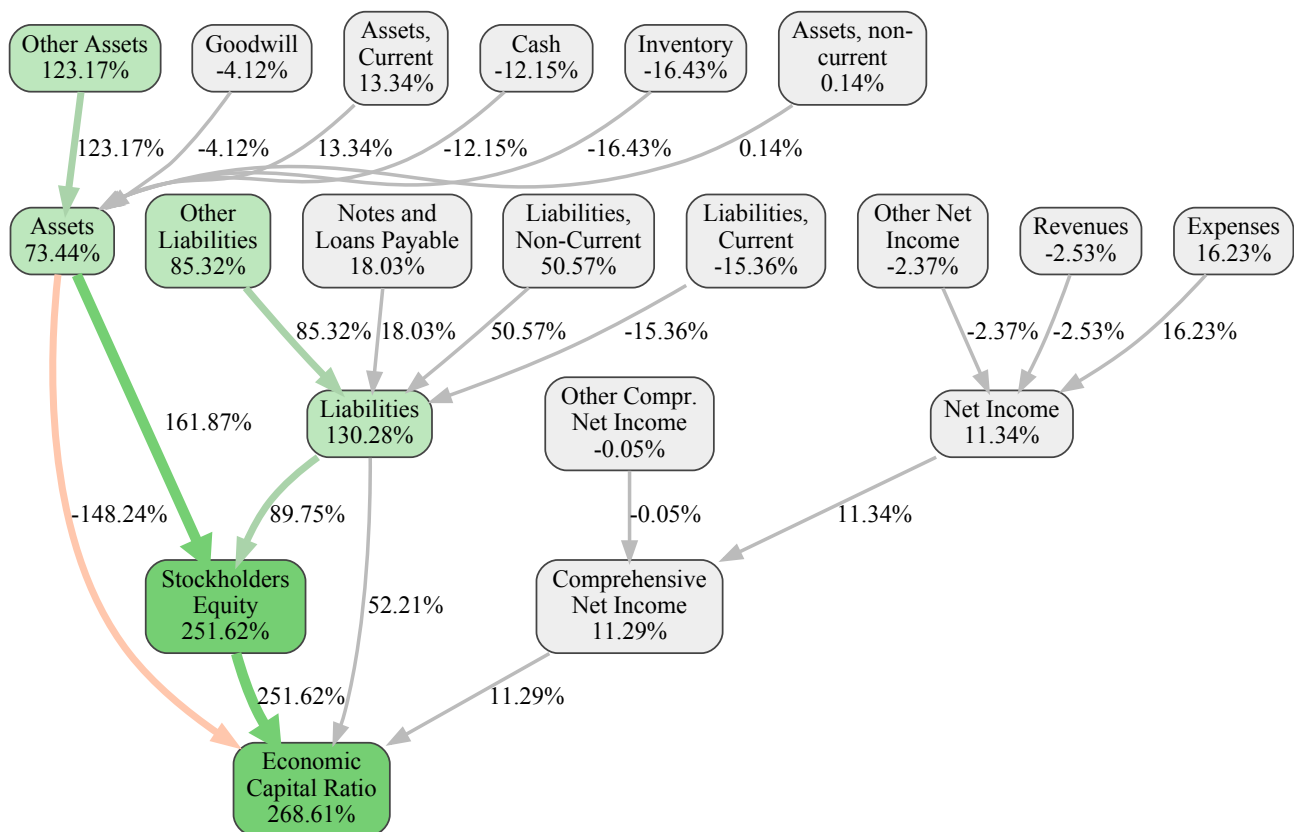 Other Assets
123.17%
Goodwill
-4.12%
Assets,
Current
13.34%
Cash
-12.15%
Inventory
-16.43%
Assets, non-
current
0.14%
123.17%
-4.12%
13.34%
-12.15%
-16.43%
0.14%
Assets
73.44%
Other
Liabilities
85.32%
Notes and
Loans Payable
18.03%
Liabilities,
Non-Current
50.57%
Liabilities,
Current
-15.36%
Other Net
Income
-2.37%
Revenues
-2.53%
Expenses
16.23%
85.32%
18.03%
50.57%
-15.36%
-2.37%
-2.53%
16.23%
161.87%
Liabilities
130.28%
Other Compr.
Net Income
-0.05%
Net Income
11.34%
-148.24%
89.75%
-0.05%
11.34%
Stockholders
Equity
251.62%
52.21%
Comprehensive
Net Income
11.29%
251.62%
11.29%
Economic
Capital Ratio
268.61%